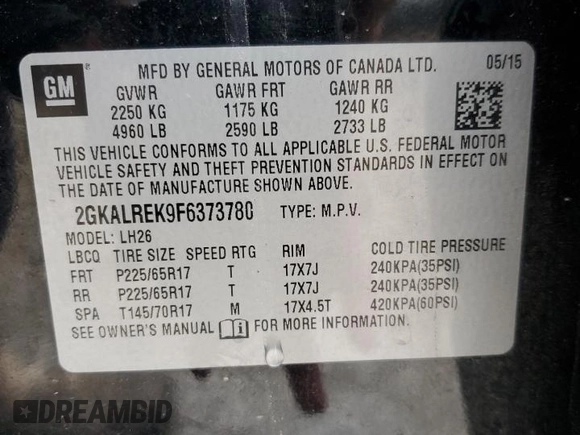 GM
MFD BY GENERAL MOTORS OF CANADA LTD. 05/15
GVWR GAWR FRT GAWR RR
2250 KG 1175 KG 1240 KG
4960 LB 2590 LB 2733 LB
THIS VEHICLE CONFORMS TO ALL APPLICABLE U.S. FEDERAL MOTOR
VEHICLE SAFETY AND THEFT PREVENTION STANDARDS IN EFFECT ON
THE DATE OF MANUFACTURE SHOWN ABOVE.
2GKALREK9F6373780 TYPE: M.P.V.
MODEL: LH26
LBCQ TIRE SIZE SPEED RTG RIM COLD TIRE PRESSURE
FRT P225/65R17 T 17X7J 240KPA(35PSI)
RR P225/65R17 T 17X7J 240KPA(35PSI)
SPA T145/70R17 M 17X4.5T 420KPA(60PSI)
SEE OWNER'S MANUAL FOR MORE INFORMATION.
DREAMBID